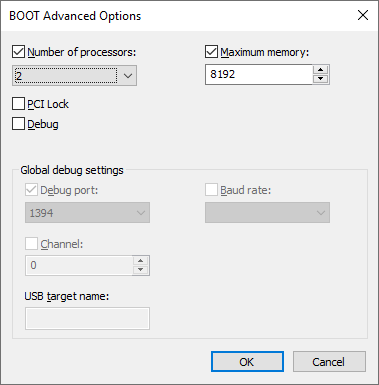 BOOT Advanced Options
Number of processors:
Maximum memory:
2
8192
PCI Lock
Debug
Global debug settings
Debug port:
Baud rate:
1394
Channel:
0
USB target name:
OK
Cancel